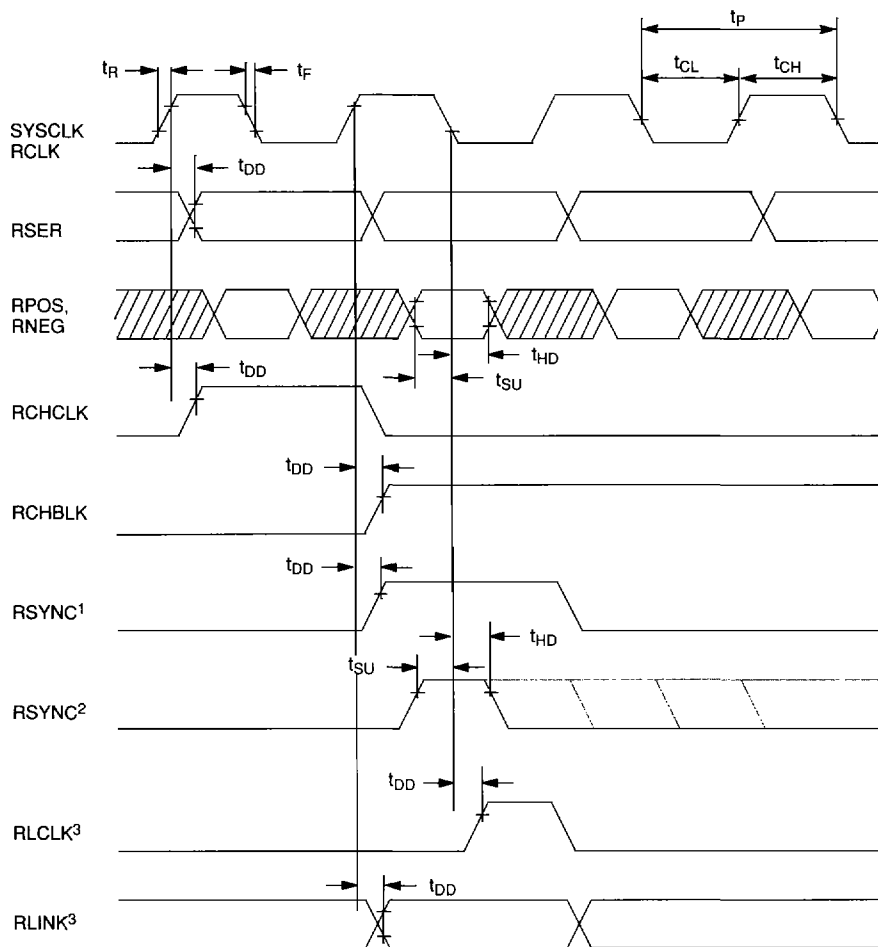 tP
tR
tF
tCL
tCH
SYSCLK
RCLK
tDD
RSER
RPOS,
RNEG
tHD
tDD
tSU
RCHCLK
tDD
RCHBLK
tDD
RSYNC¹
tHD
tSU
RSYNC²
tDD
RLCLK³
tDD
RLINK³